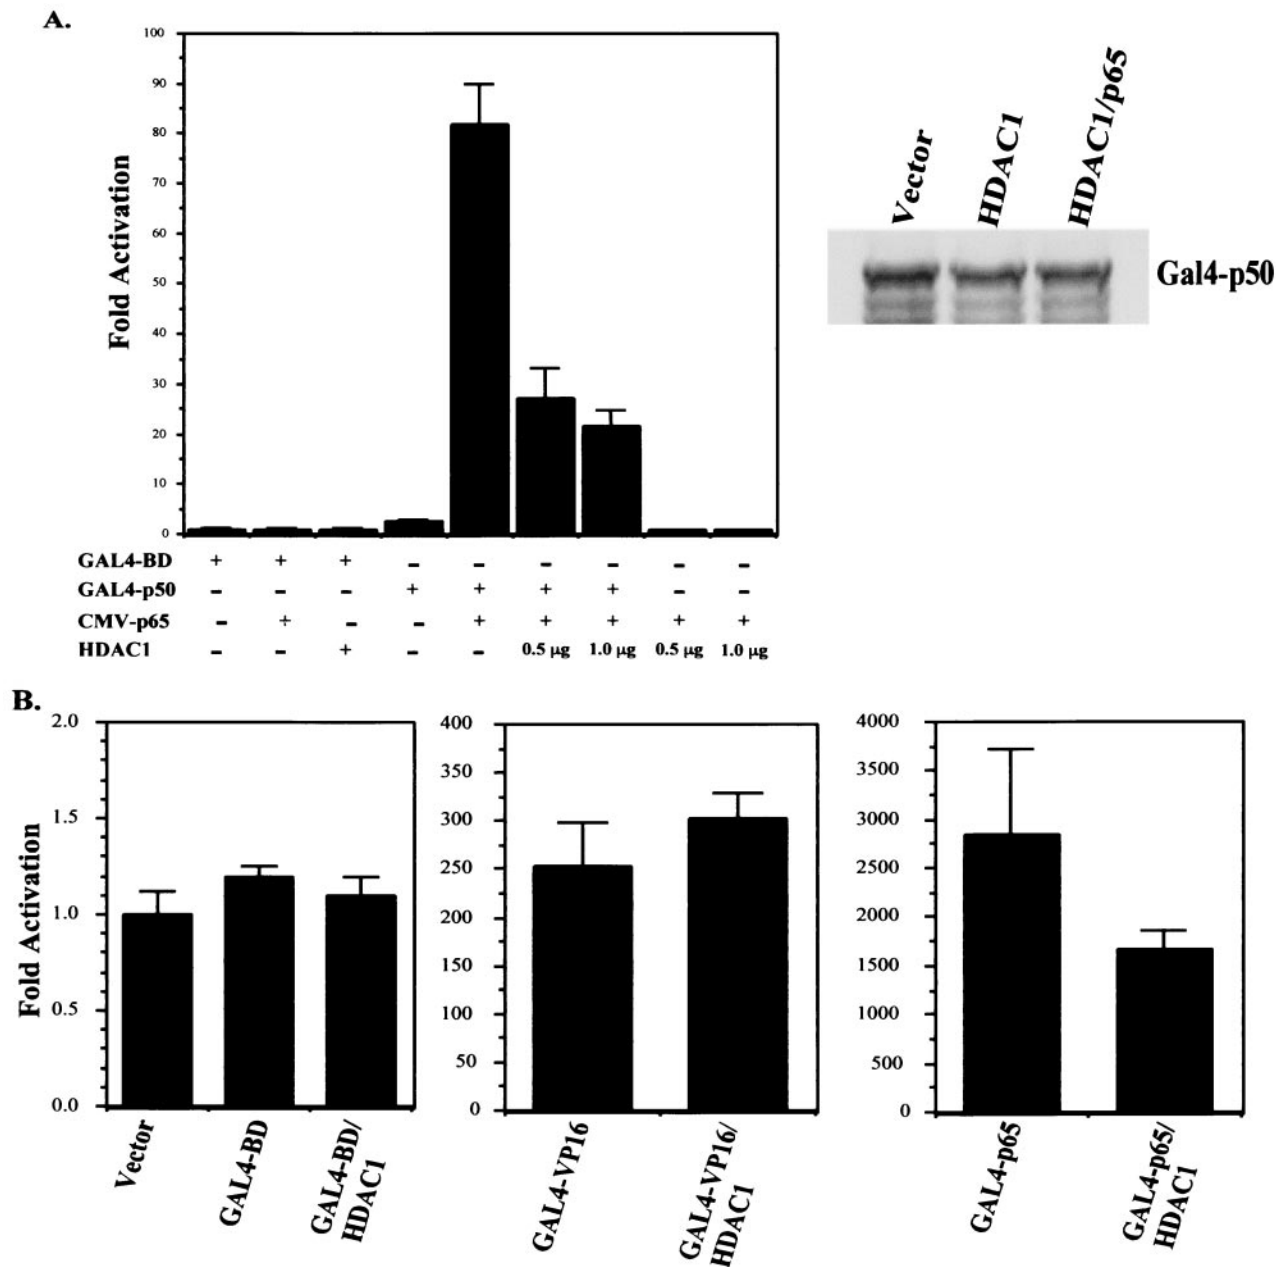 A.
100
90
80
70
60
50
40
30
20
10
0
Fold Activation
GAL4-BD + + + - - - - - -
GAL4-p50 - - - + + + + - -
CMV-p65 - + - - + + + + +
HDAC1 - - + - - 0.5 µg 1.0 µg 0.5 µg 1.0 µg
Vector
HDAC1
HDAC1/p65
Gal4-p50
B.
2.0
1.5
1.0
0.5
0.0
Fold Activation
Vector
GAL4-BD
GAL4-BD/
HDAC1
400
350
300
250
200
150
100
50
0
GAL4-VP16
GAL4-VP16/
HDAC1
4000
3500
3000
2500
2000
1500
1000
500
0
GAL4-p65
GAL4-p65/
HDAC1